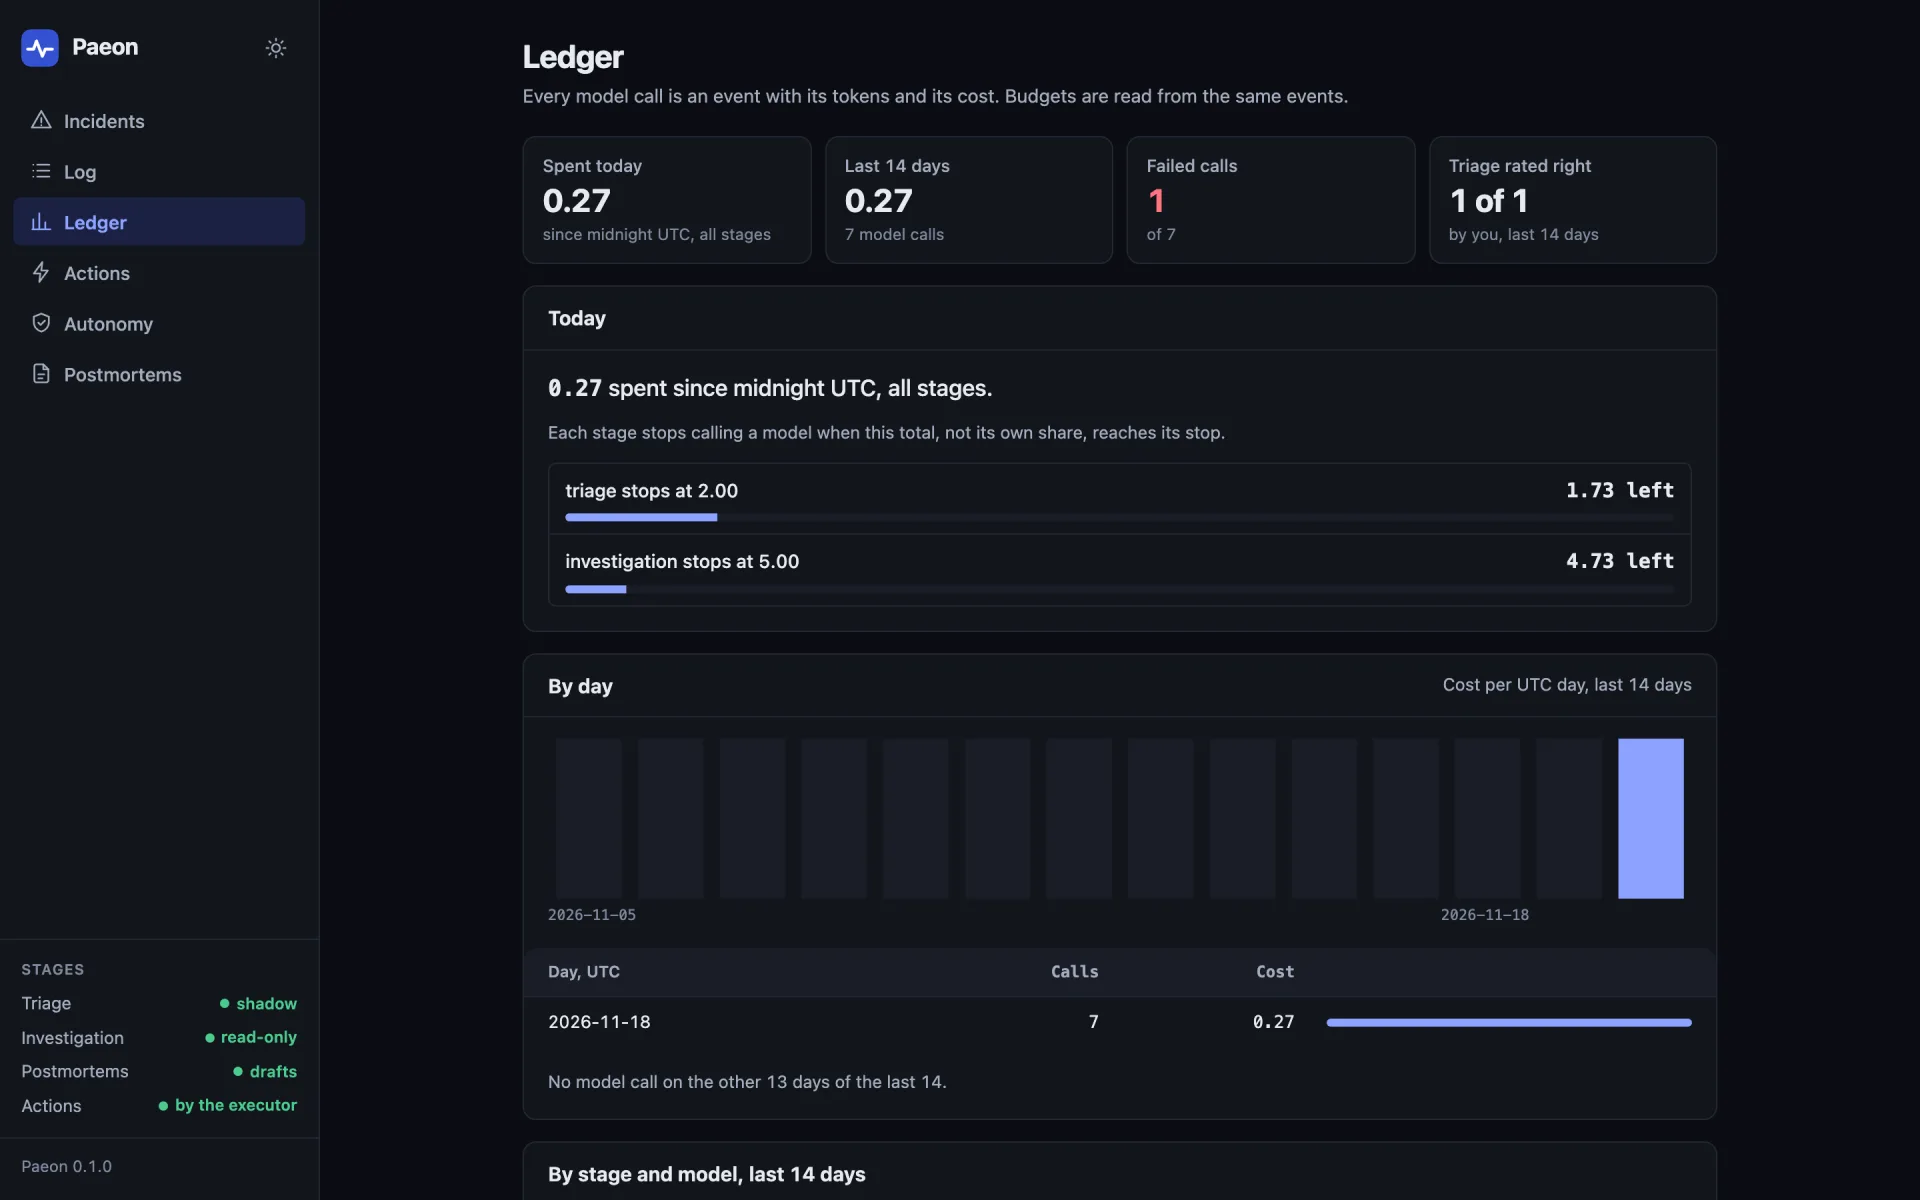 Paeon
Incidents
Log
Ledger
Actions
Autonomy
Postmortems
STAGES
Triage shadow
Investigation read-only
Postmortems drafts
Actions by the executor
Paeon 0.1.0
Ledger
Every model call is an event with its tokens and its cost. Budgets are read from the same events.
Spent today
0.27
since midnight UTC, all stages
Last 14 days
0.27
7 model calls
Failed calls
1
of 7
Triage rated right
1 of 1
by you, last 14 days
Today
0.27 spent since midnight UTC, all stages.
Each stage stops calling a model when this total, not its own share, reaches its stop.
triage stops at 2.00 1.73 left
investigation stops at 5.00 4.73 left
By day Cost per UTC day, last 14 days
2026-11-05 2026-11-18
Day, UTC Calls Cost
2026-11-18 7 0.27
No model call on the other 13 days of the last 14.
By stage and model, last 14 days